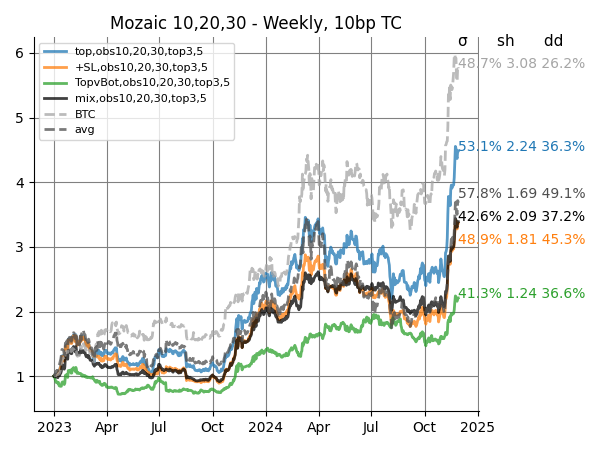 Mozaic 10,20,30 - Weekly, 10bp TC
σ sh dd
top,obs10,20,30,top3,5
+SL,obs10,20,30,top3,5
TopvBot,obs10,20,30,top3,5
mix,obs10,20,30,top3,5
BTC
avg
48.7% 3.08 26.2%
53.1% 2.24 36.3%
57.8% 1.69 49.1%
42.6% 2.09 37.2%
48.9% 1.81 45.3%
41.3% 1.24 36.6%
6
5
4
3
2
1
2023 Apr Jul Oct 2024 Apr Jul Oct 2025